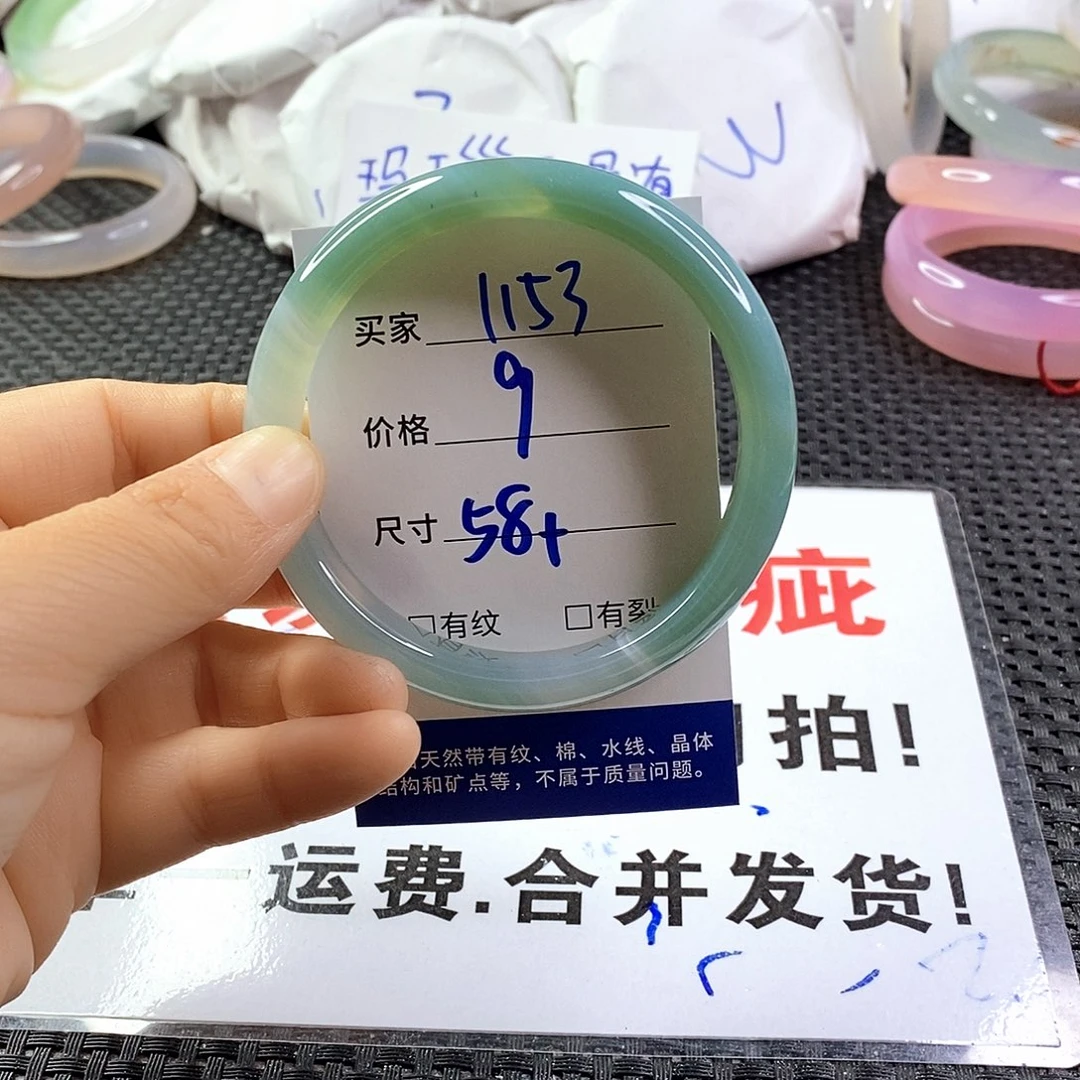 玛
买家 1153
价格 9
尺寸 58+
□有纹 □有裂
天然带有纹、棉、水线、晶体
结构和矿点等，不属于质量问题。
疵
拍!
运费.合并发货!